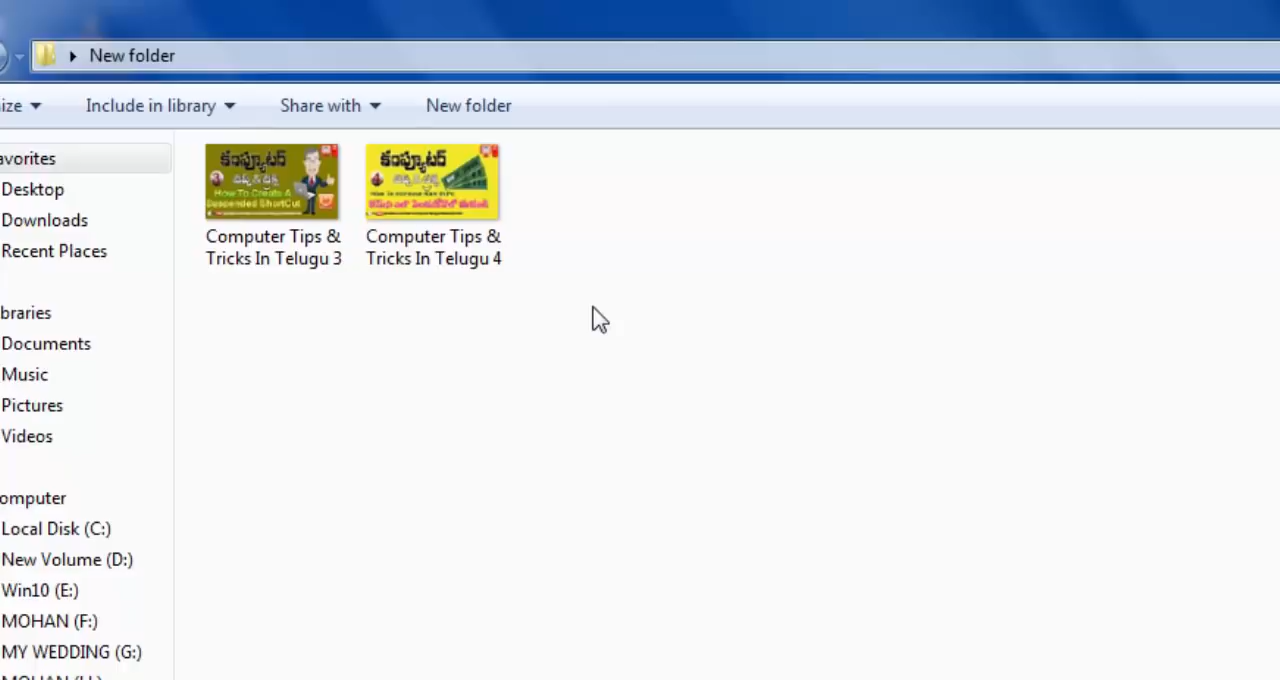 New folder
ize
Include in library
Share with
New folder
avorites
Desktop
Downloads
Recent Places
braries
Documents
Music
Pictures
Videos
omputer
Local Disk (C:)
New Volume (D:)
Win10 (E:)
MOHAN (F:)
MY WEDDING (G:)
కంప్యూటర్
How To Create A
Suspended ShortCut
Computer Tips &
Tricks In Telugu 3
కంప్యూటర్
Computer Tips &
Tricks In Telugu 4